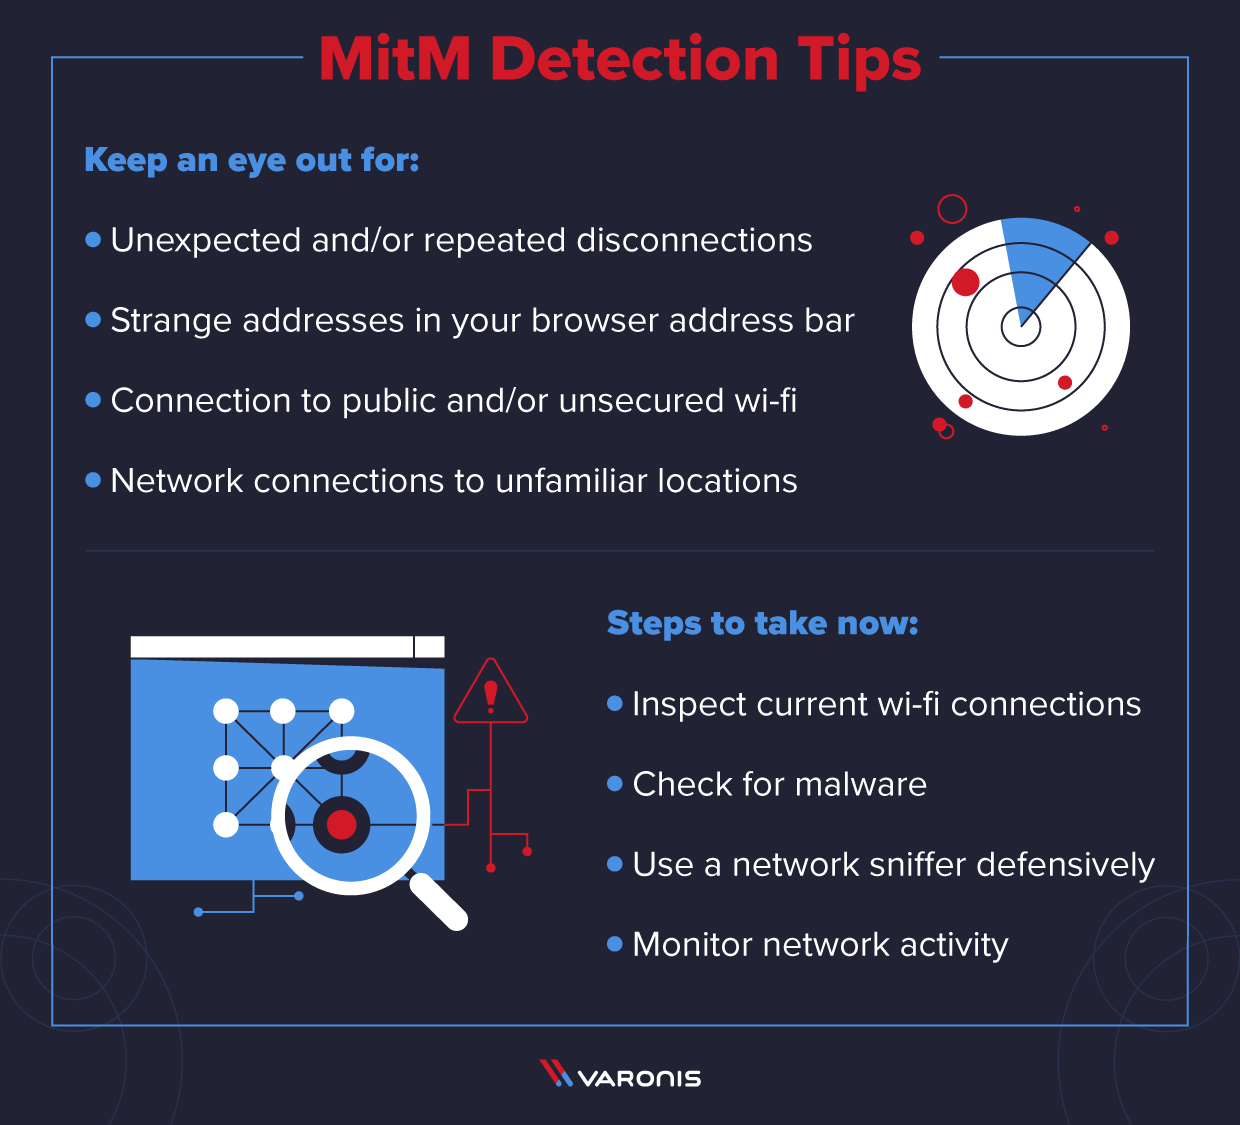 MitM Detection Tips
Keep an eye out for:
Unexpected and/or repeated disconnections
Strange addresses in your browser address bar
Connection to public and/or unsecured wi-fi
Network connections to unfamiliar locations
Steps to take now:
Inspect current wi-fi connections
Check for malware
Use a network sniffer defensively
Monitor network activity
VARONIS